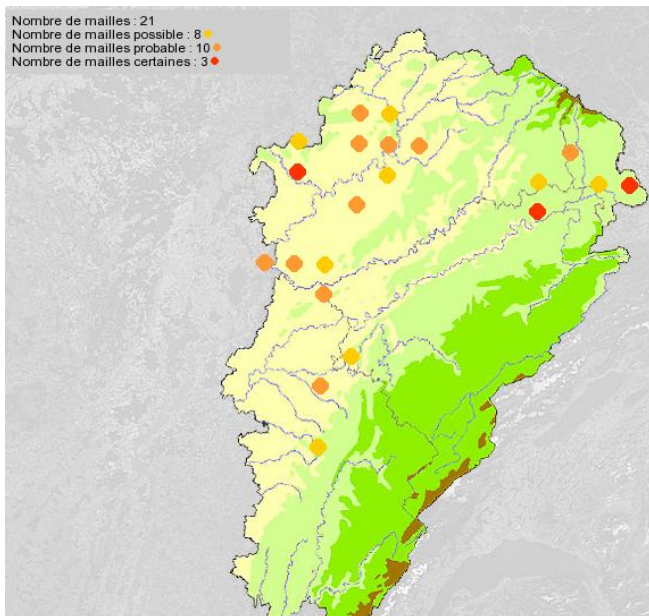 Nombre de mailles : 21
Nombre de mailles possible : 8
Nombre de mailles probable : 10
Nombre de mailles certaines : 3